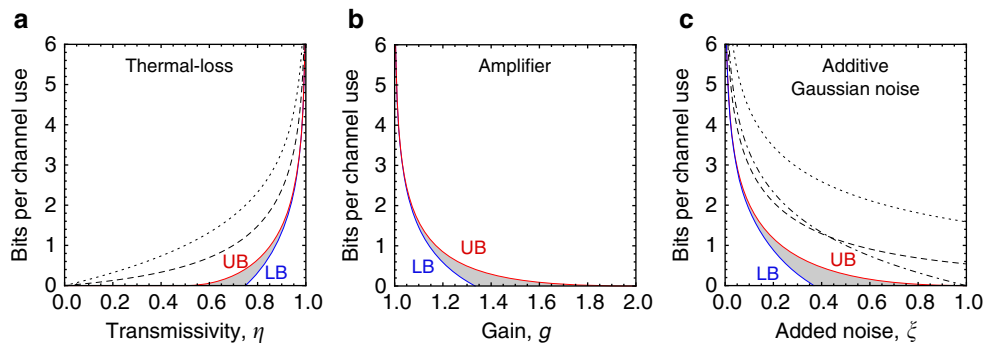 a
Bits per channel use
6
5
4
3
2
1
0
Thermal-loss
UB
LB
0.0 0.2 0.4 0.6 0.8 1.0
Transmissivity, η
b
Bits per channel use
6
5
4
3
2
1
0
Amplifier
UB
LB
1.0 1.2 1.4 1.6 1.8 2.0
Gain, g
c
Bits per channel use
6
5
4
3
2
1
0
Additive
Gaussian noise
UB
LB
0.0 0.2 0.4 0.6 0.8 1.0
Added noise, ξ